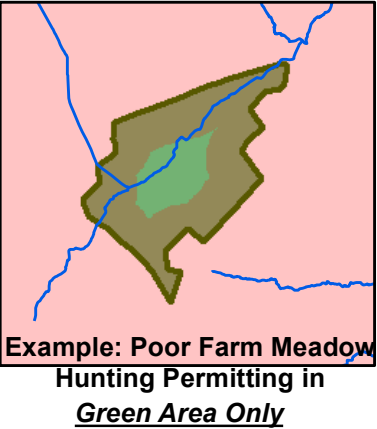 Example: Poor Farm Meadow
Hunting Permitting in
Green Area Only